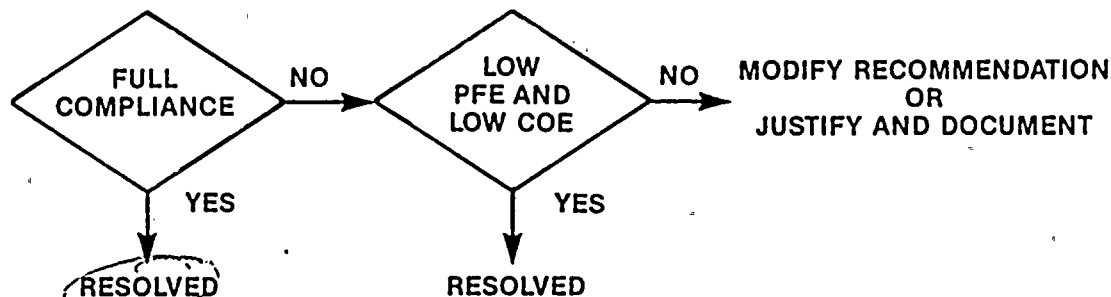 FULL
COMPLIANCE
NO
LOW
PFE AND
LOW COE
NO
MODIFY RECOMMENDATION
OR
JUSTIFY AND DOCUMENT
YES
RESOLVED
YES
RESOLVED